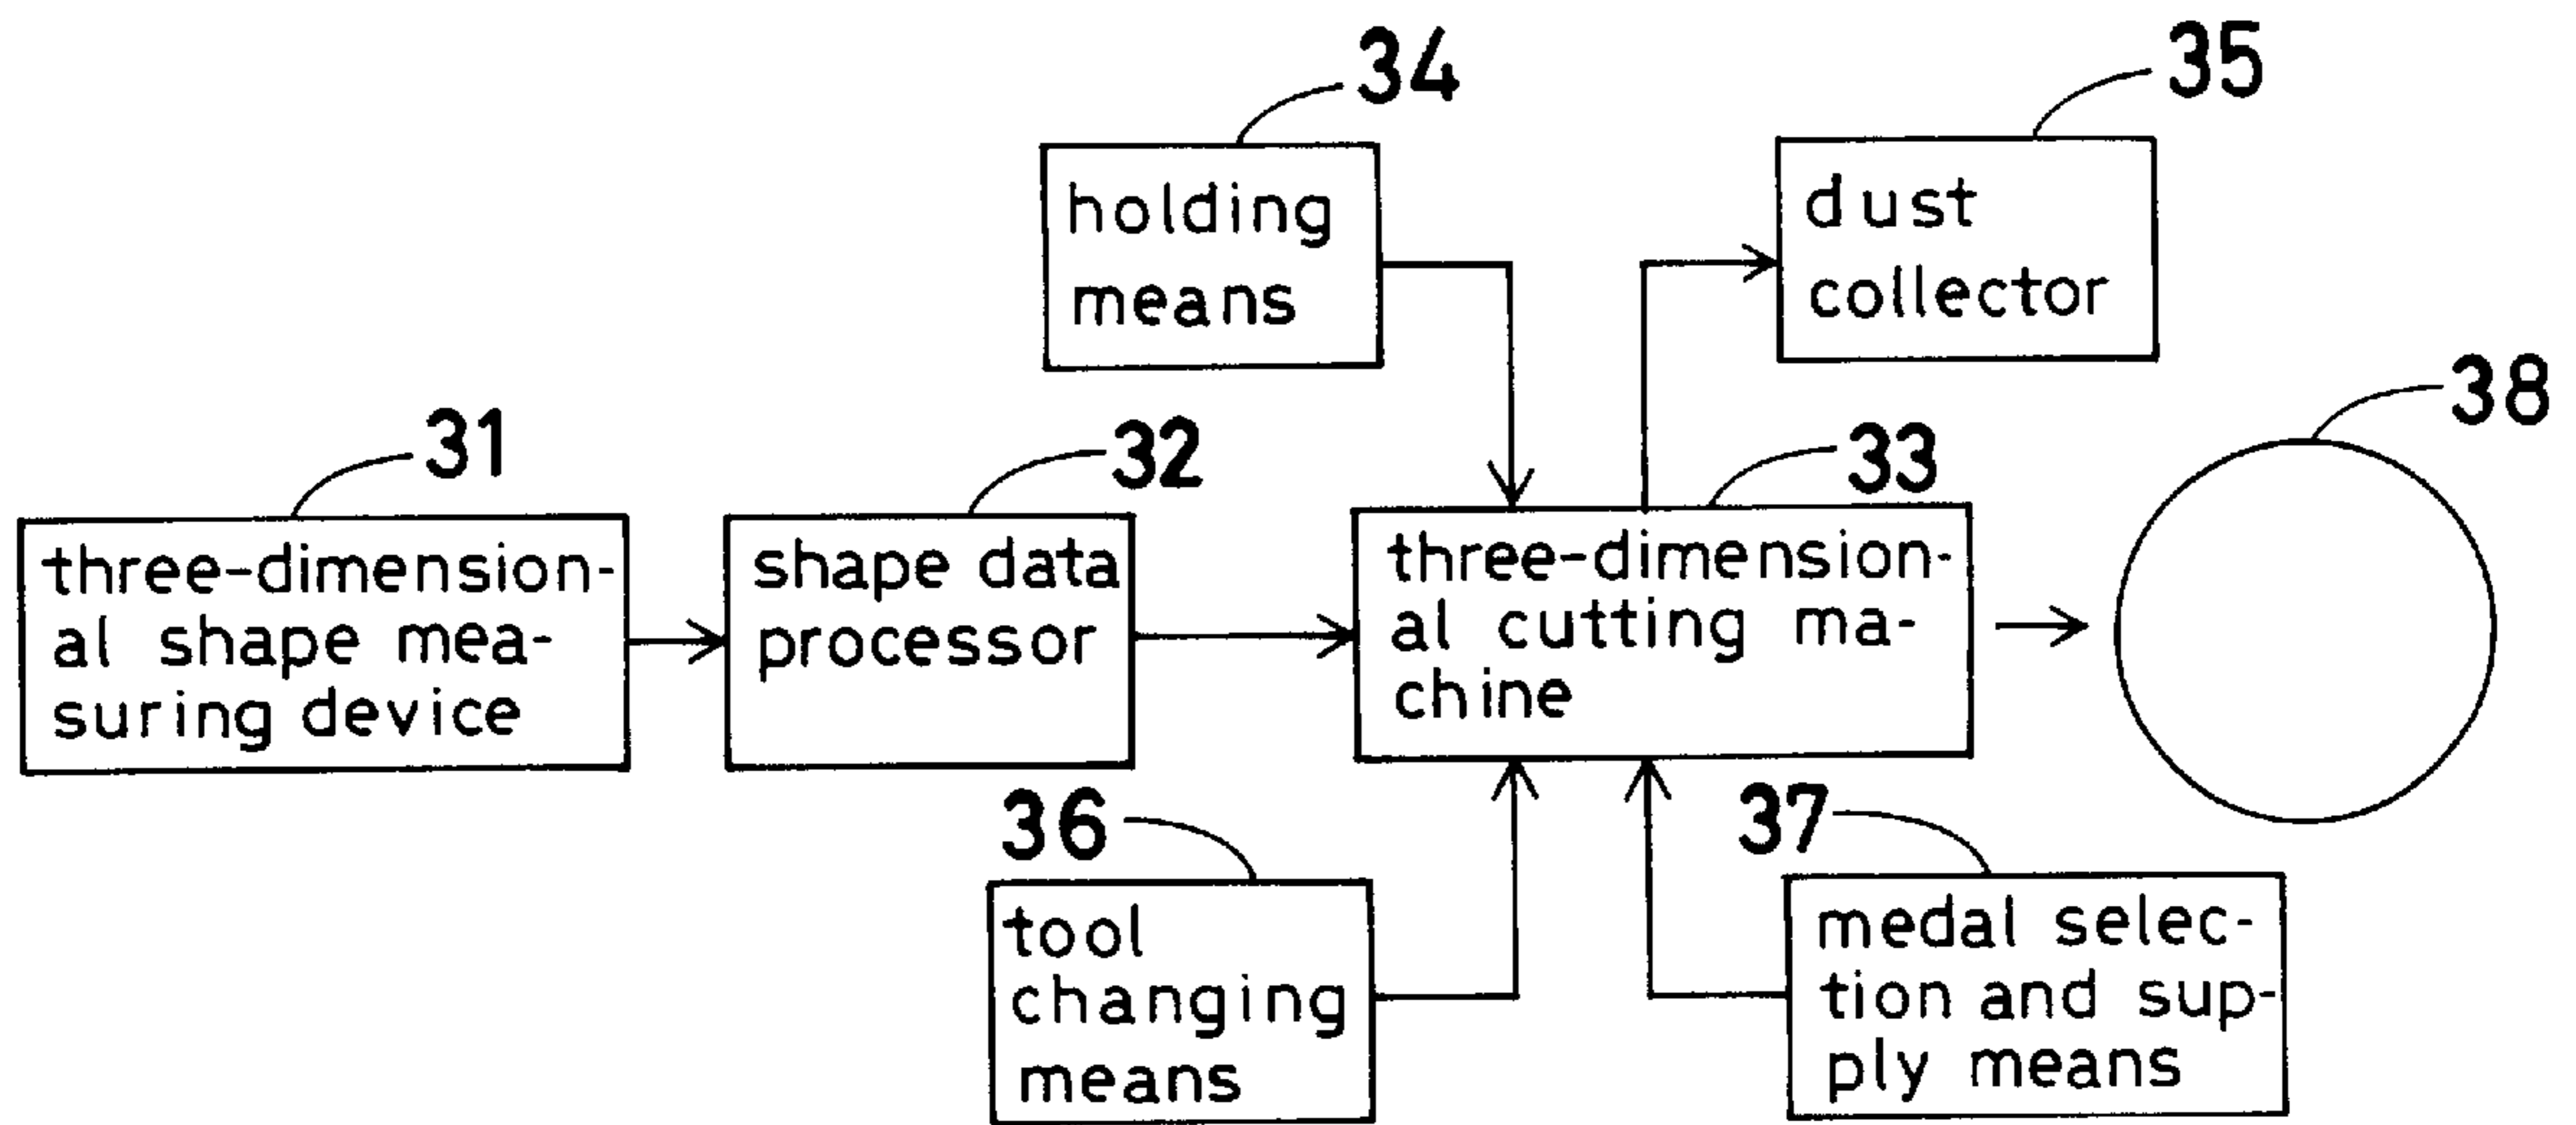 34
35
holding
means
dust
collector
38
31
32
33
three-dimension-
al shape mea-
suring device
shape data
processor
three-dimension-
al cutting ma-
chine
36
37
tool
changing
means
medal selec-
tion and sup-
ply means